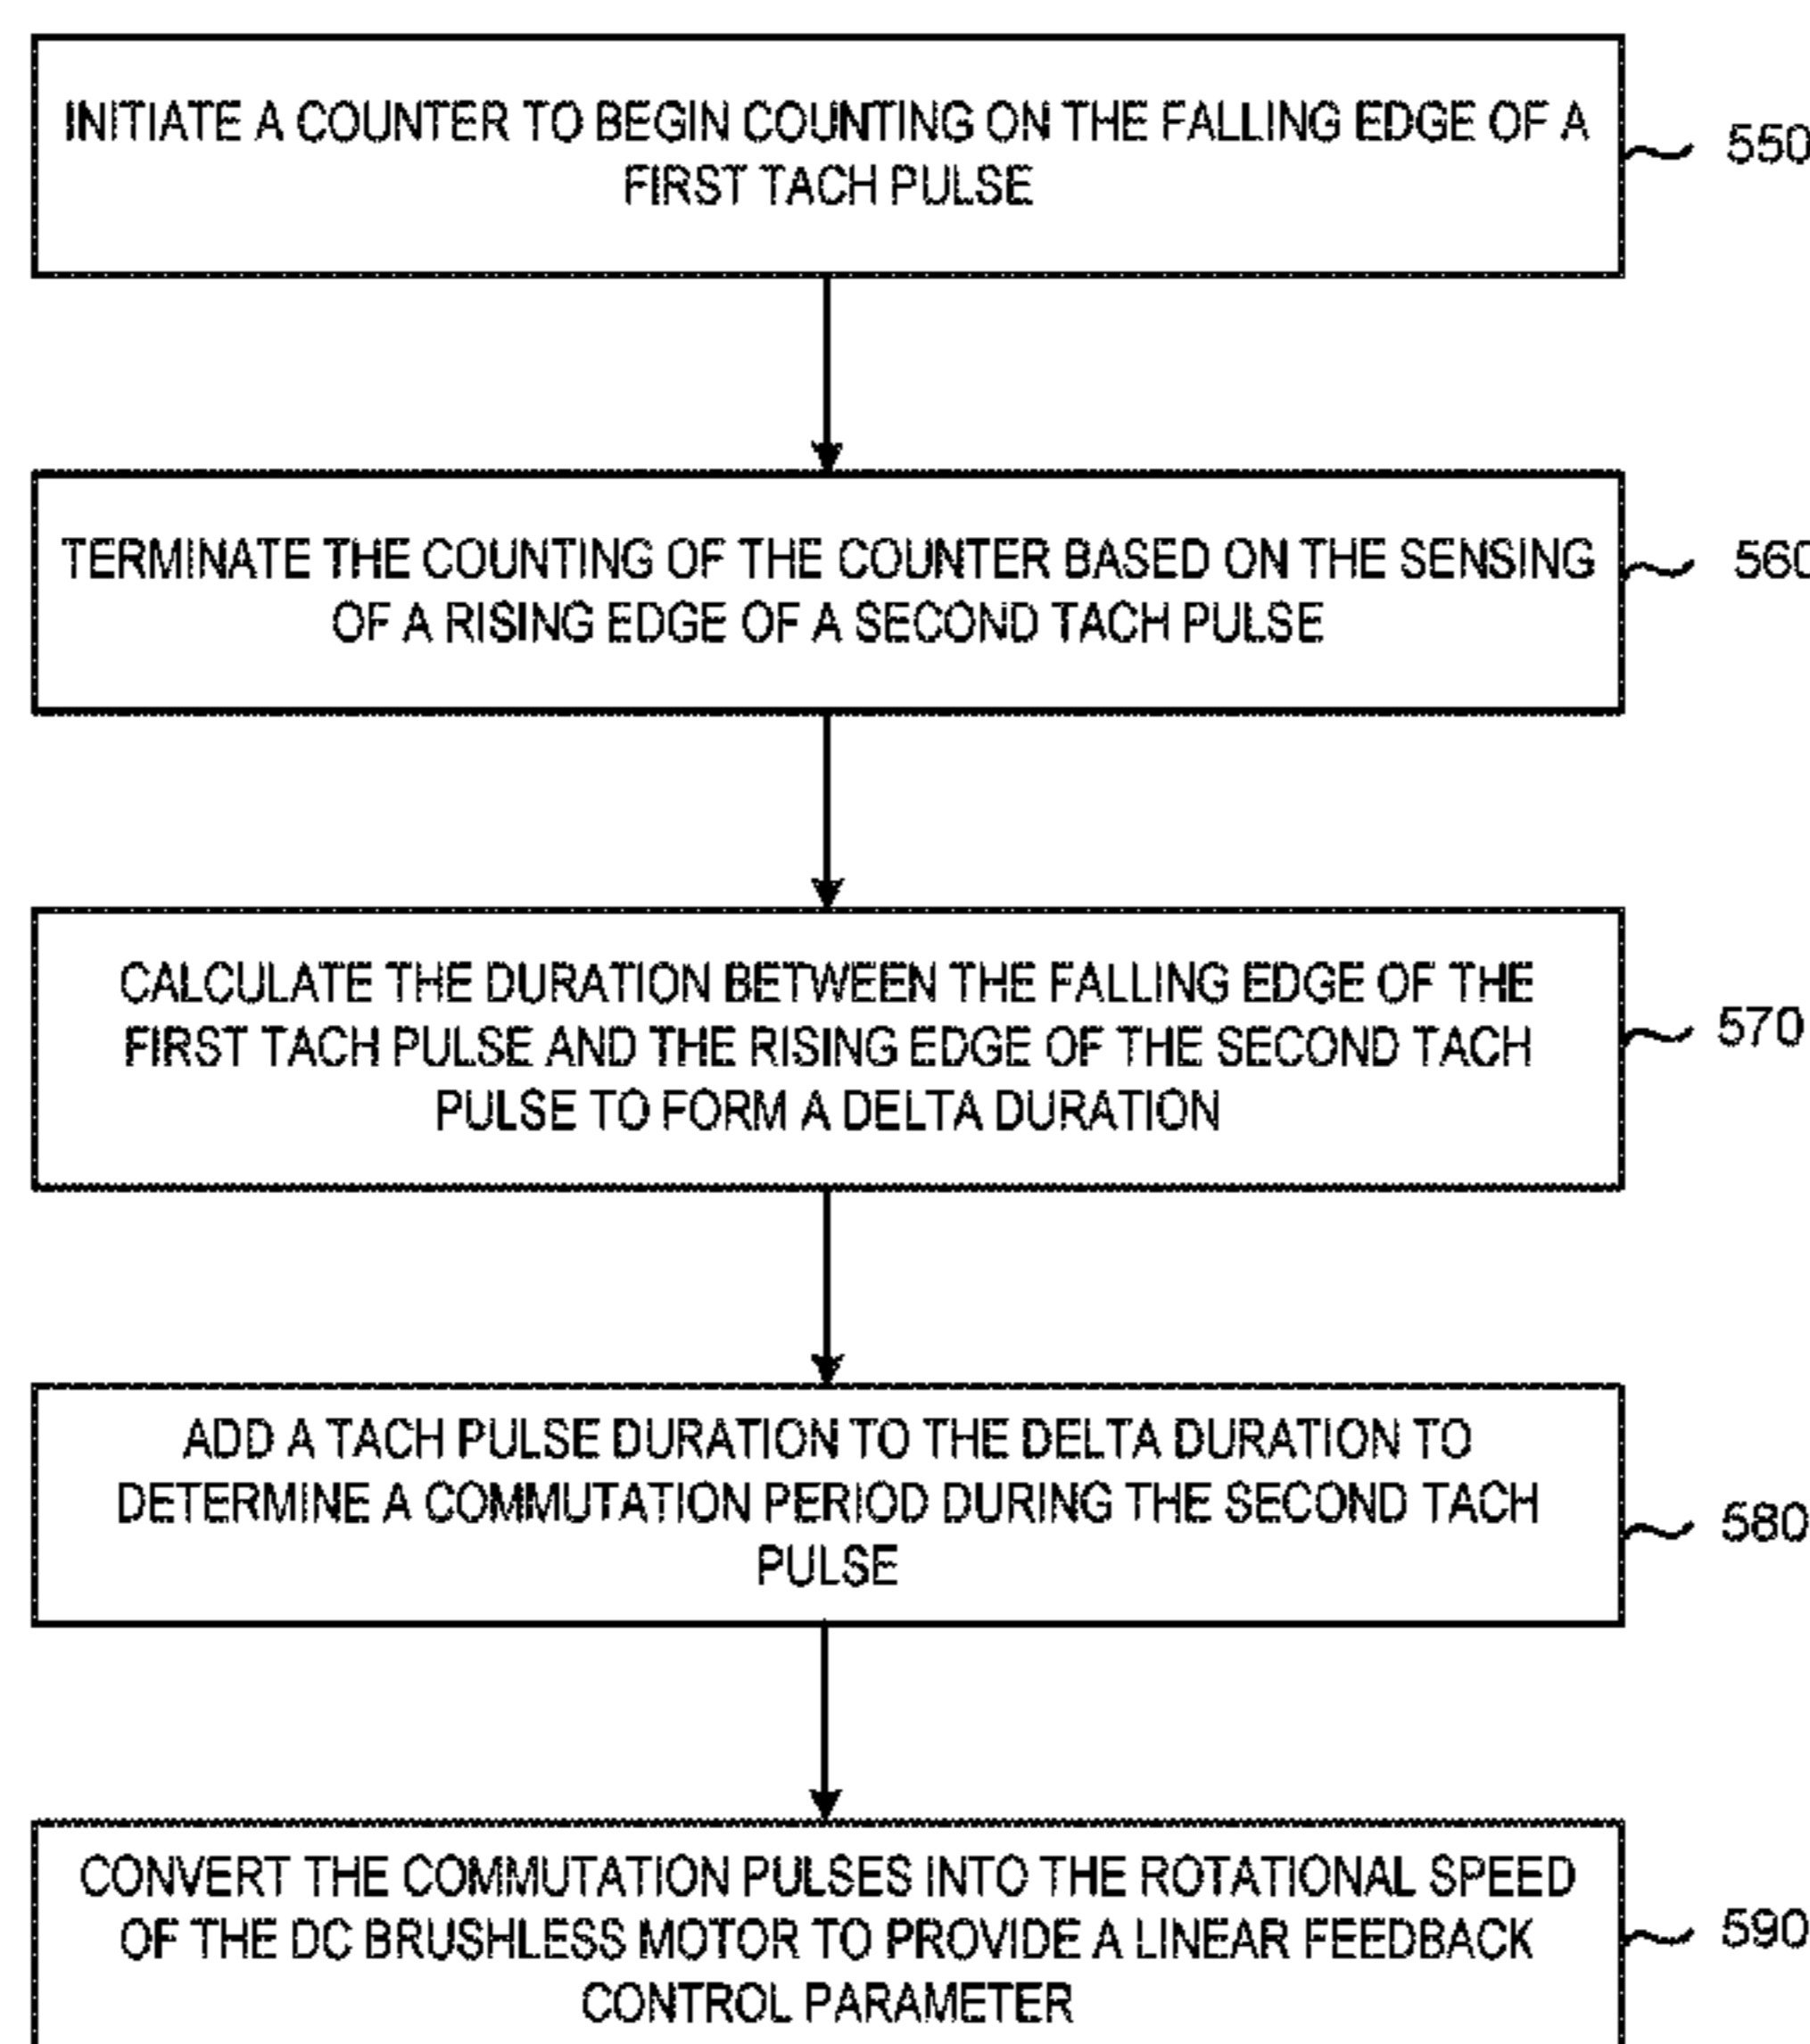 INITIATE A COUNTER TO BEGIN COUNTING ON THE FALLING EDGE OF A
FIRST TACH PULSE
550
TERMINATE THE COUNTING OF THE COUNTER BASED ON THE SENSING
OF A RISING EDGE OF A SECOND TACH PULSE
560
CALCULATE THE DURATION BETWEEN THE FALLING EDGE OF THE
FIRST TACH PULSE AND THE RISING EDGE OF THE SECOND TACH
PULSE TO FORM A DELTA DURATION
570
ADD A TACH PULSE DURATION TO THE DELTA DURATION TO
DETERMINE A COMMUTATION PERIOD DURING THE SECOND TACH
PULSE
580
CONVERT THE COMMUTATION PULSES INTO THE ROTATIONAL SPEED
OF THE DC BRUSHLESS MOTOR TO PROVIDE A LINEAR FEEDBACK
CONTROL PARAMETER
590